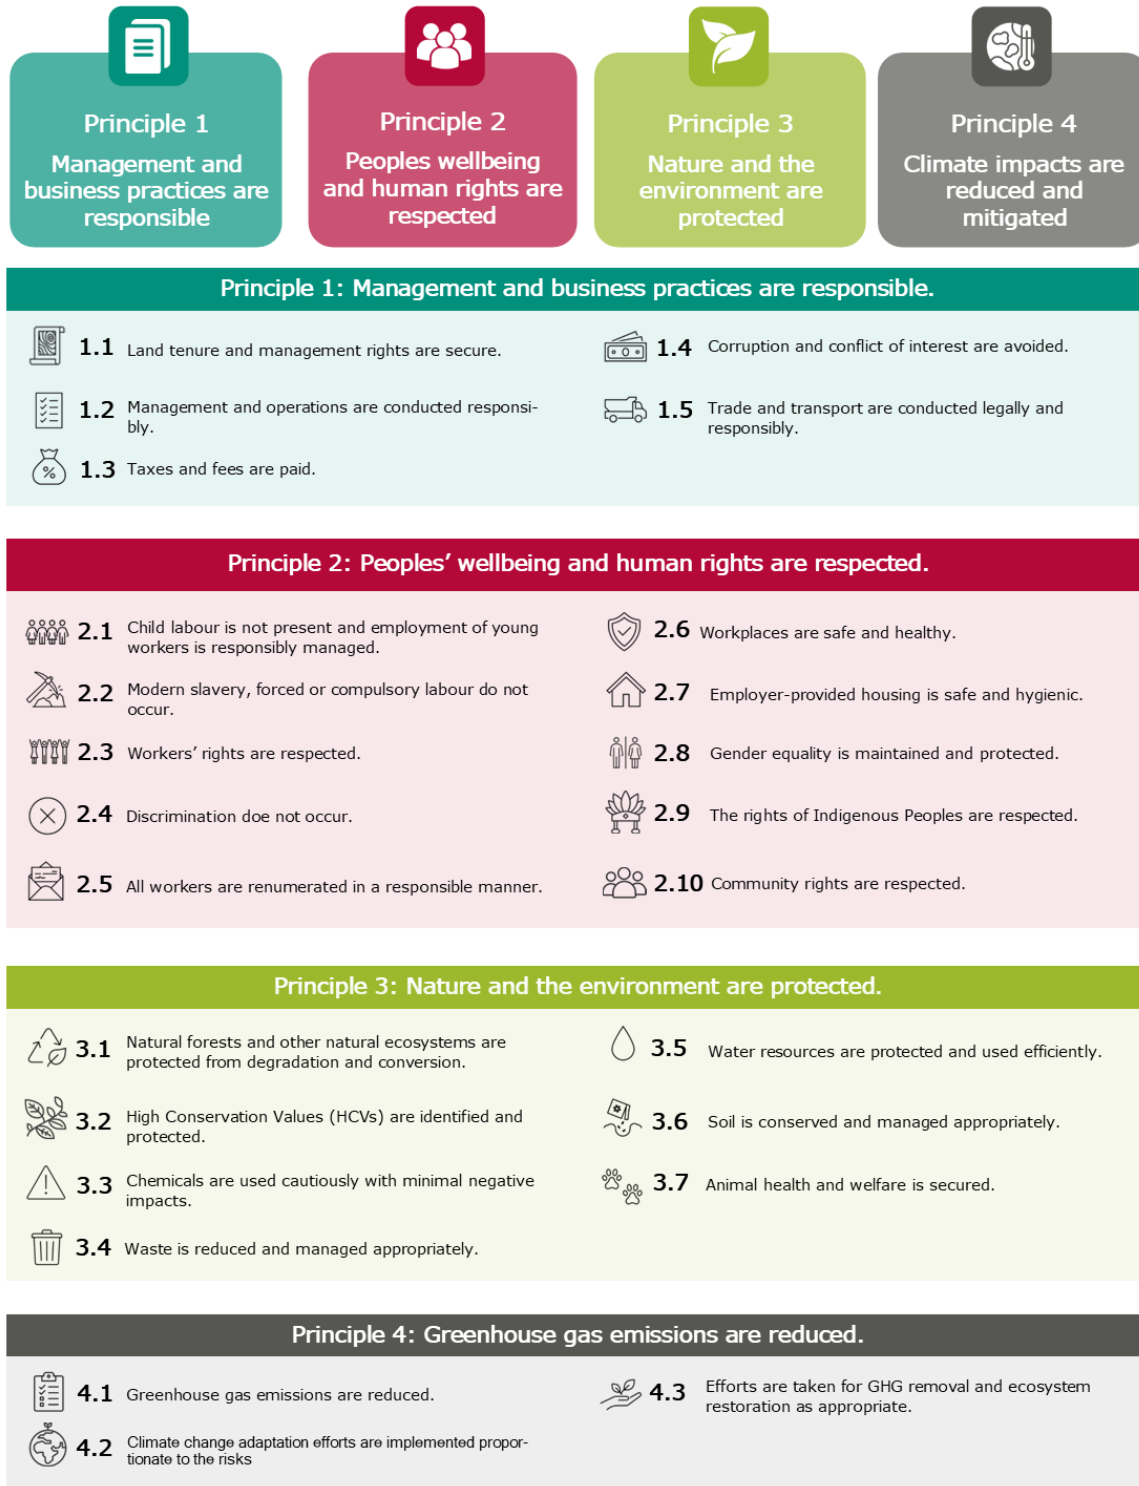 Principle 1
Management and
business practices are
responsible
Principle 2
Peoples wellbeing
and human rights are
respected
Principle 3
Nature and the
environment are
protected
Principle 4
Climate impacts are
reduced and
mitigated
Principle 1: Management and business practices are responsible.
1.1 Land tenure and management rights are secure.
1.2 Management and operations are conducted responsi-
bly.
1.3 Taxes and fees are paid.
1.4 Corruption and conflict of interest are avoided.
1.5 Trade and transport are conducted legally and
responsibly.
Principle 2: Peoples’ wellbeing and human rights are respected.
2.1 Child labour is not present and employment of young
workers is responsibly managed.
2.2 Modern slavery, forced or compulsory labour do not
occur.
2.3 Workers’ rights are respected.
2.4 Discrimination doe not occur.
2.5 All workers are renumerated in a responsible manner.
2.6 Workplaces are safe and healthy.
2.7 Employer-provided housing is safe and hygienic.
2.8 Gender equality is maintained and protected.
2.9 The rights of Indigenous Peoples are respected.
2.10 Community rights are respected.
Principle 3: Nature and the environment are protected.
3.1 Natural forests and other natural ecosystems are
protected from degradation and conversion.
3.2 High Conservation Values (HCVs) are identified and
protected.
3.3 Chemicals are used cautiously with minimal negative
impacts.
3.4 Waste is reduced and managed appropriately.
3.5 Water resources are protected and used efficiently.
3.6 Soil is conserved and managed appropriately.
3.7 Animal health and welfare is secured.
Principle 4: Greenhouse gas emissions are reduced.
4.1 Greenhouse gas emissions are reduced.
4.2 Climate change adaptation efforts are implemented propor-
tionate to the risks
4.3 Efforts are taken for GHG removal and ecosystem
restoration as appropriate.